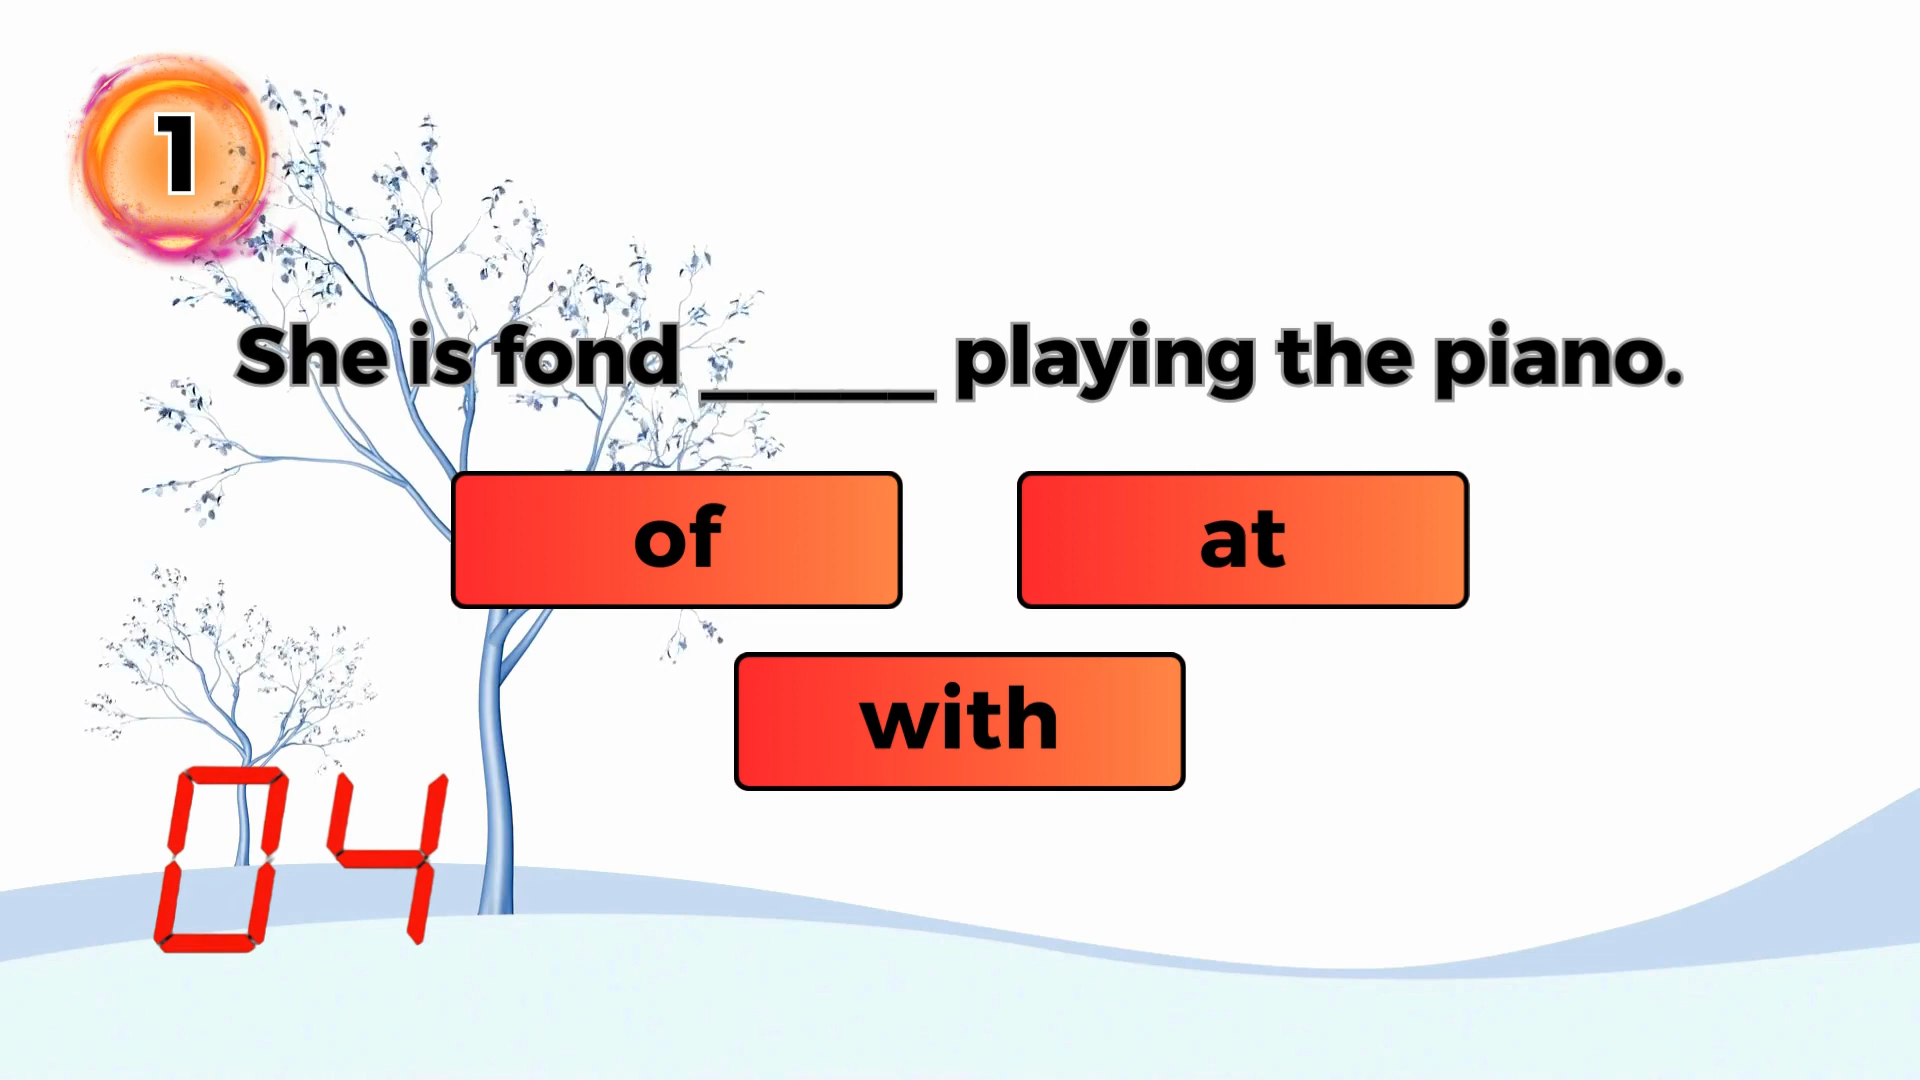 1
She is fond _____ playing the piano.
of
at
with
04